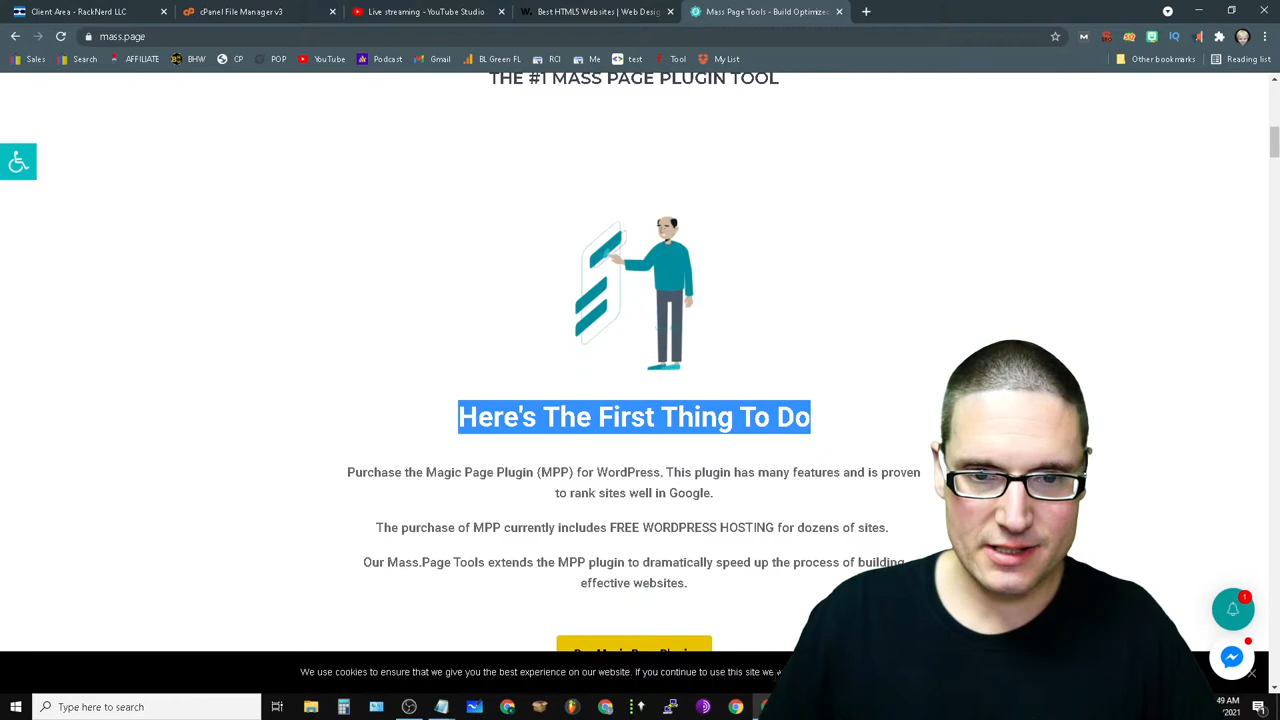 Client Area - RackNerd LLC
cPanel File Manager v3
Live streaming - YouTube Studio
Best HTML5 Websites | Web Desig
Mass Page Tools - Build Optimize
mass.page
Sales
Search
AFFILIATE
BHW
CP
POP
YouTube
Podcast
Gmail
BL Green FL
RCI
Me
test
Tool
My List
Other bookmarks
Reading list
THE #1 MASS PAGE PLUGIN TOOL
Here's The First Thing To Do
Purchase the Magic Page Plugin (MPP) for WordPress. This plugin has many features and is proven
to rank sites well in Google.
The purchase of MPP currently includes FREE WORDPRESS HOSTING for dozens of sites.
Our Mass.Page Tools extends the MPP plugin to dramatically speed up the process of building
effective websites.
1
We use cookies to ensure that we give you the best experience on our website. If you continue to use this site we
Type here to search
49 AM
2021